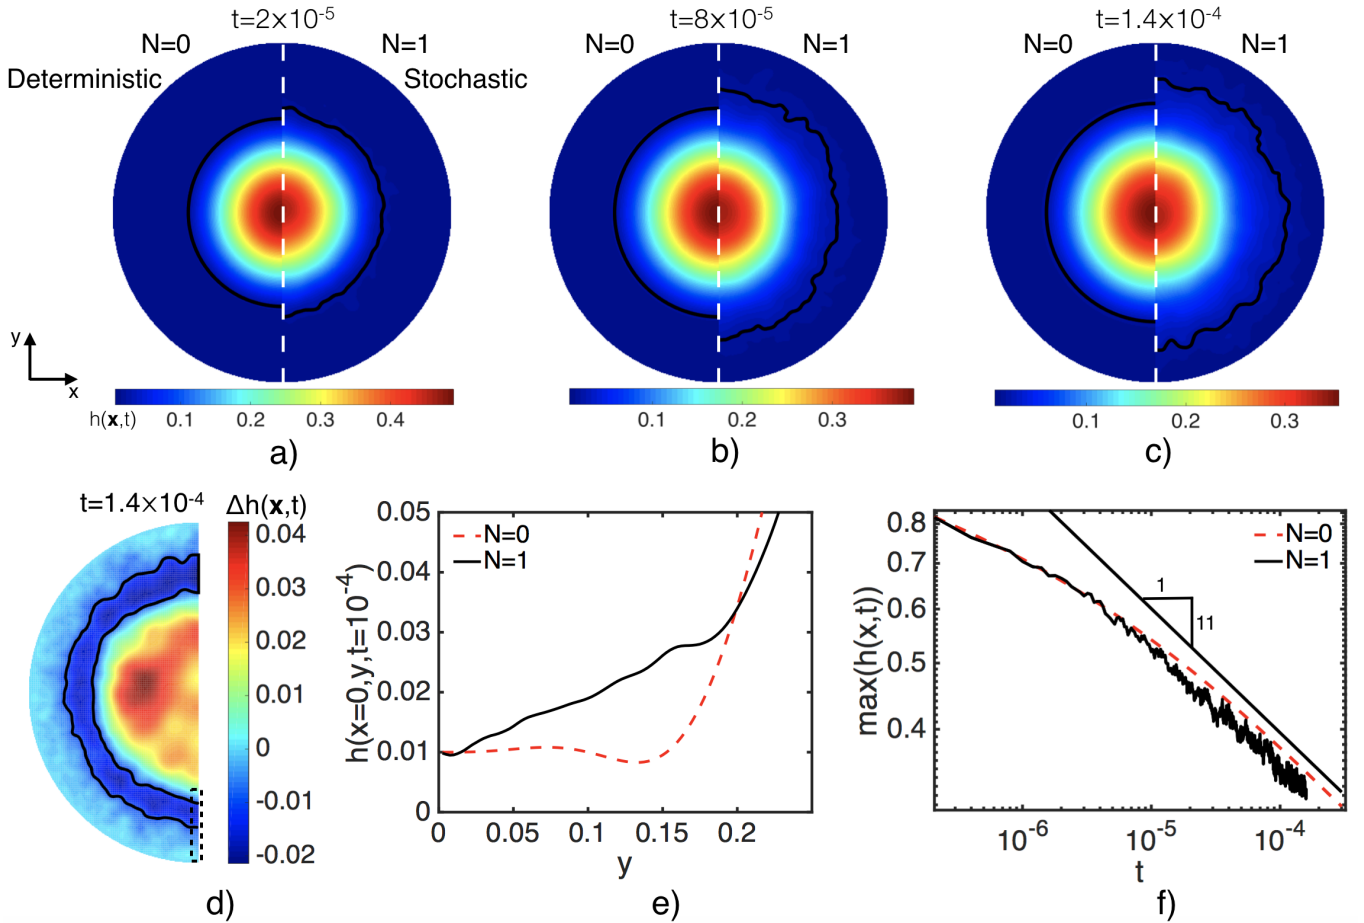 t=2×10⁻⁵
N=0 N=1
Deterministic Stochastic
y
x
h(x,t) 0.1 0.2 0.3 0.4
a)
t=8×10⁻⁵
N=0 N=1
0.1 0.2 0.3
b)
t=1.4×10⁻⁴
N=0 N=1
0.1 0.2 0.3
c)
t=1.4×10⁻⁴ Δh(x,t)
0.04
0.03
0.02
0.01
0
-0.01
-0.02
d)
h(x=0,y,t=10⁻⁴)
0.05
0.04
0.03
0.02
0.01
0
N=0
N=1
0 0.05 0.1 0.15 0.2
y
e)
max(h(x,t))
0.8
0.7
0.6
0.5
0.4
N=0
N=1
1
11
10⁻⁶ 10⁻⁵ 10⁻⁴
t
f)